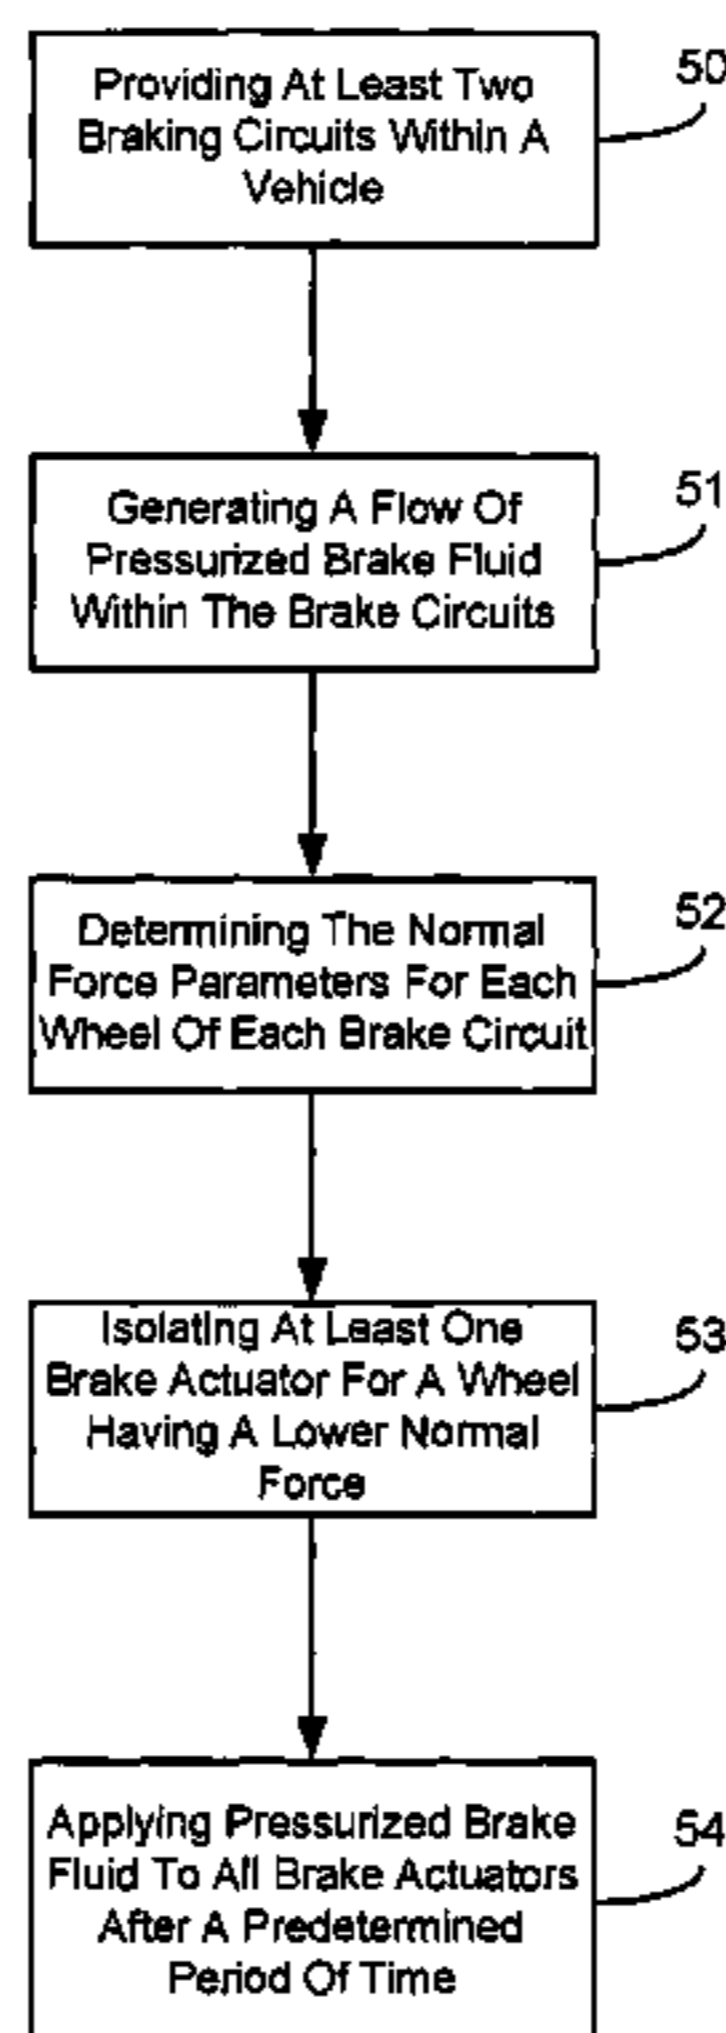 Providing At Least Two
Braking Circuits Within A
Vehicle
50
Generating A Flow Of
Pressurized Brake Fluid
Within The Brake Circuits
51
Determining The Normal
Force Parameters For Each
Wheel Of Each Brake Circuit
52
Isolating At Least One
Brake Actuator For A Wheel
Having A Lower Normal
Force
53
Applying Pressurized Brake
Fluid To All Brake Actuators
After A Predetermined
Period Of Time
54